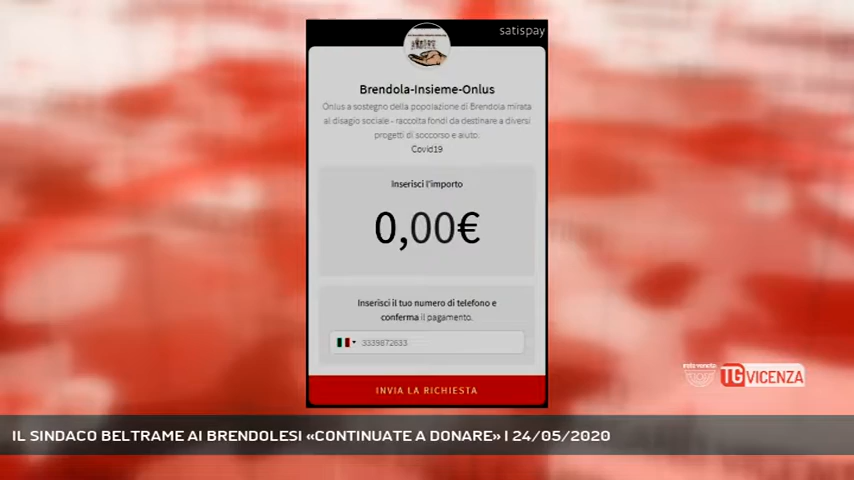 satispay
Brendola-Insieme-Onlus
Onlus a sostegno della popolazione di Brendola mirata
al disagio sociale - raccolta fondi da destinare a diversi
progetti di soccorso e aiuto.
Covid19
Inserisci l'importo
0,00€
Inserisci il tuo numero di telefono e
conferma il pagamento.
3339872633
INVIA LA RICHIESTA
TG VICENZA
IL SINDACO BELTRAME AI BRENDOLESI «CONTINUATE A DONARE» | 24/05/2020